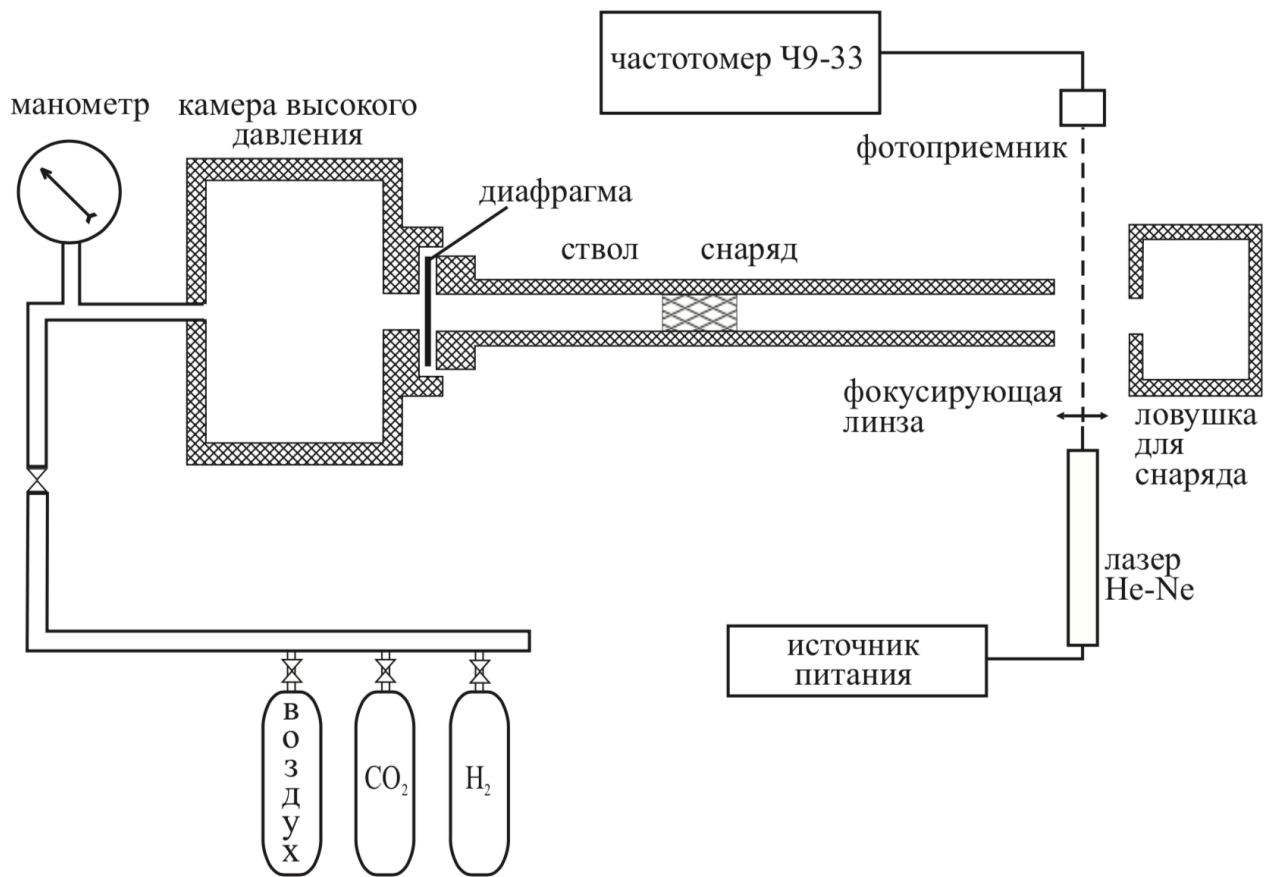 частотомер Ч9-33
манометр
камера высокого
давления
фотоприемник
диафрагма
ствол
снаряд
фокусирующая
линза
ловушка
для
снаряда
лазер
He-Ne
источник
питания
воздух
CO₂
H₂